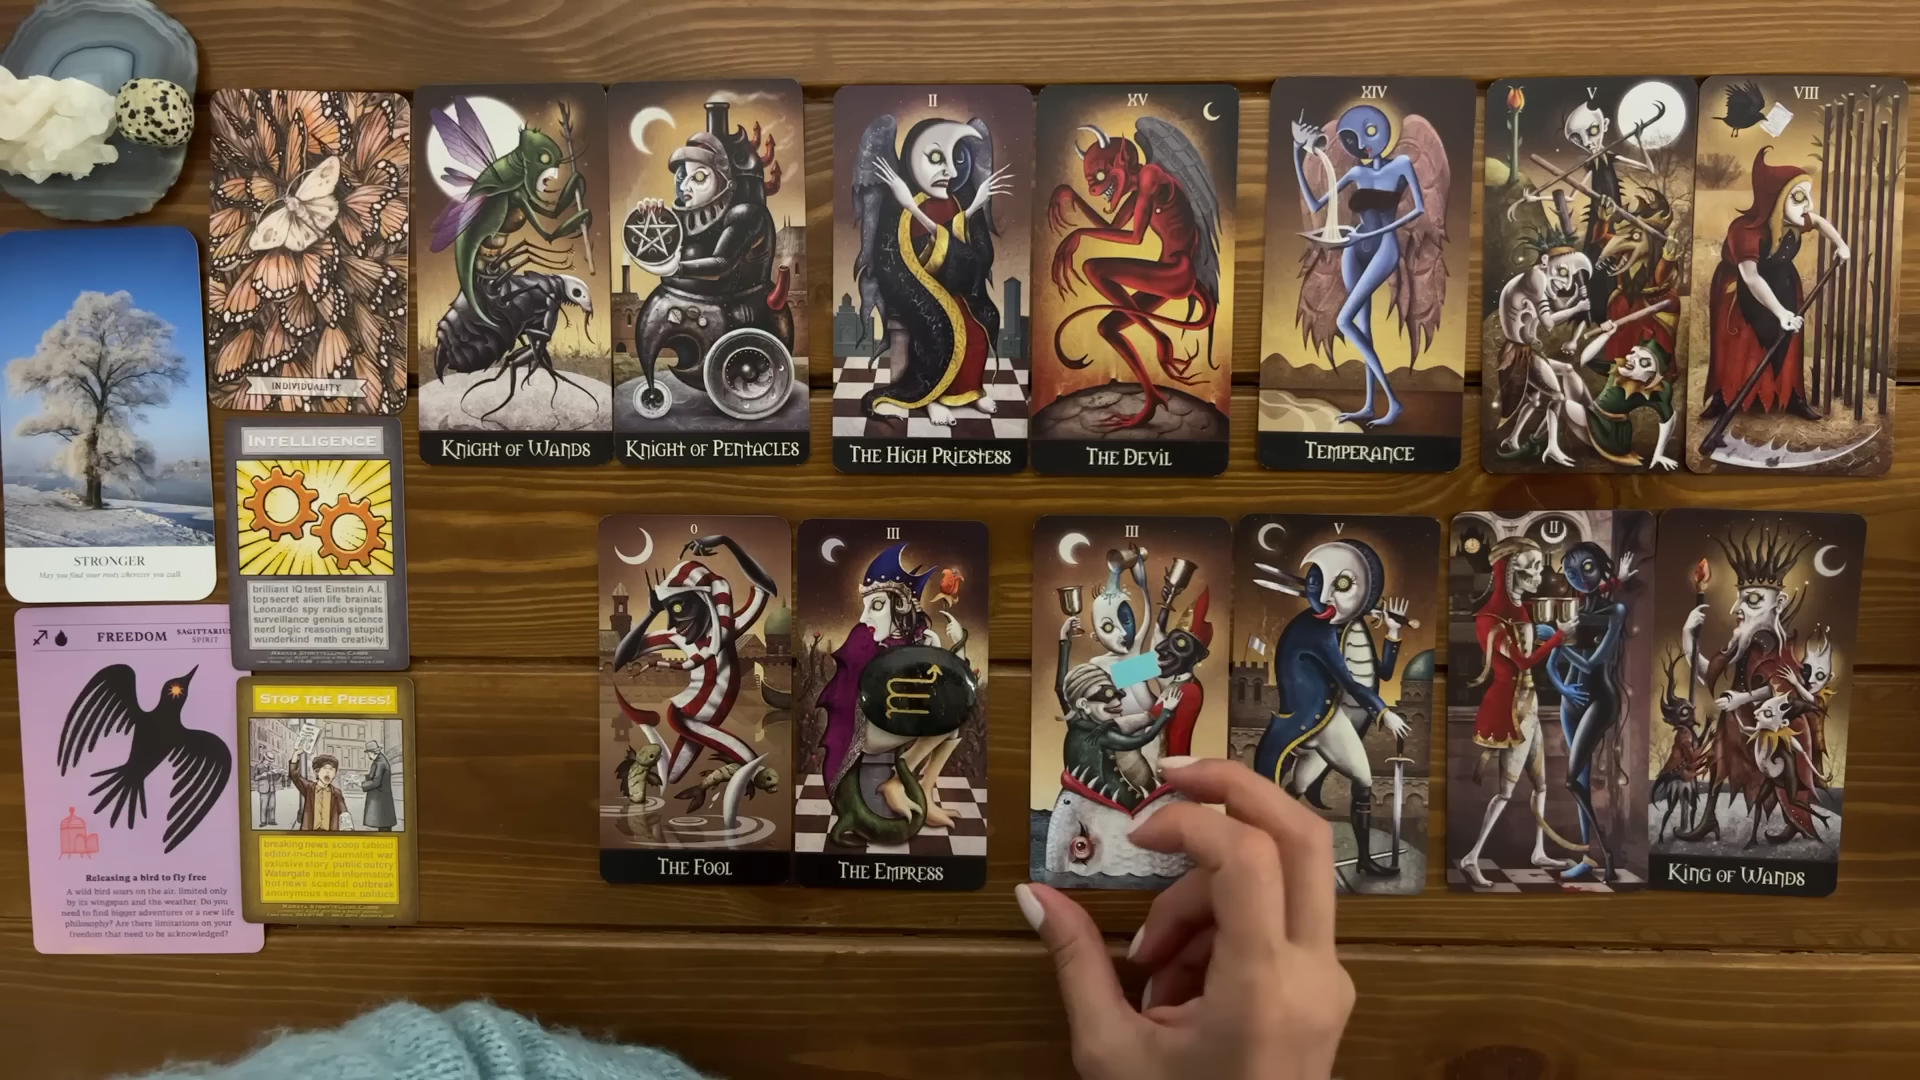 STRONGER
May you find your roots wherever you walk
FREEDOM
SAGITTARIUS
SPIRIT
Releasing a bird to fly free
A wild bird soars on the air, limited only
by its wingspan and the weather. Do you
need to find bigger adventures or a new life
philosophy? Are there limitations on your
freedom that need to be acknowledged?
INDIVIDUALITY
INTELLIGENCE
brilliant IQ test Einstein A.I.
top secret alien life brainiac
Leonardo spy radio signals
surveillance genius science
nerd logic reasoning stupid
wunderkind math creativity
STOP THE PRESS!
breaking news scoop tabloid
editor-in-chief journalist war
exlusive story public outcry
Watergate inside information
hot news scandal outbreak
anonymous source politics
KNIGHT OF WANDS
KNIGHT OF PENTACLES
II
THE HIGH PRIESTESS
XV
THE DEVIL
XIV
TEMPERANCE
V
VIII
0
THE FOOL
III
THE EMPRESS
III
V
II
KING OF WANDS